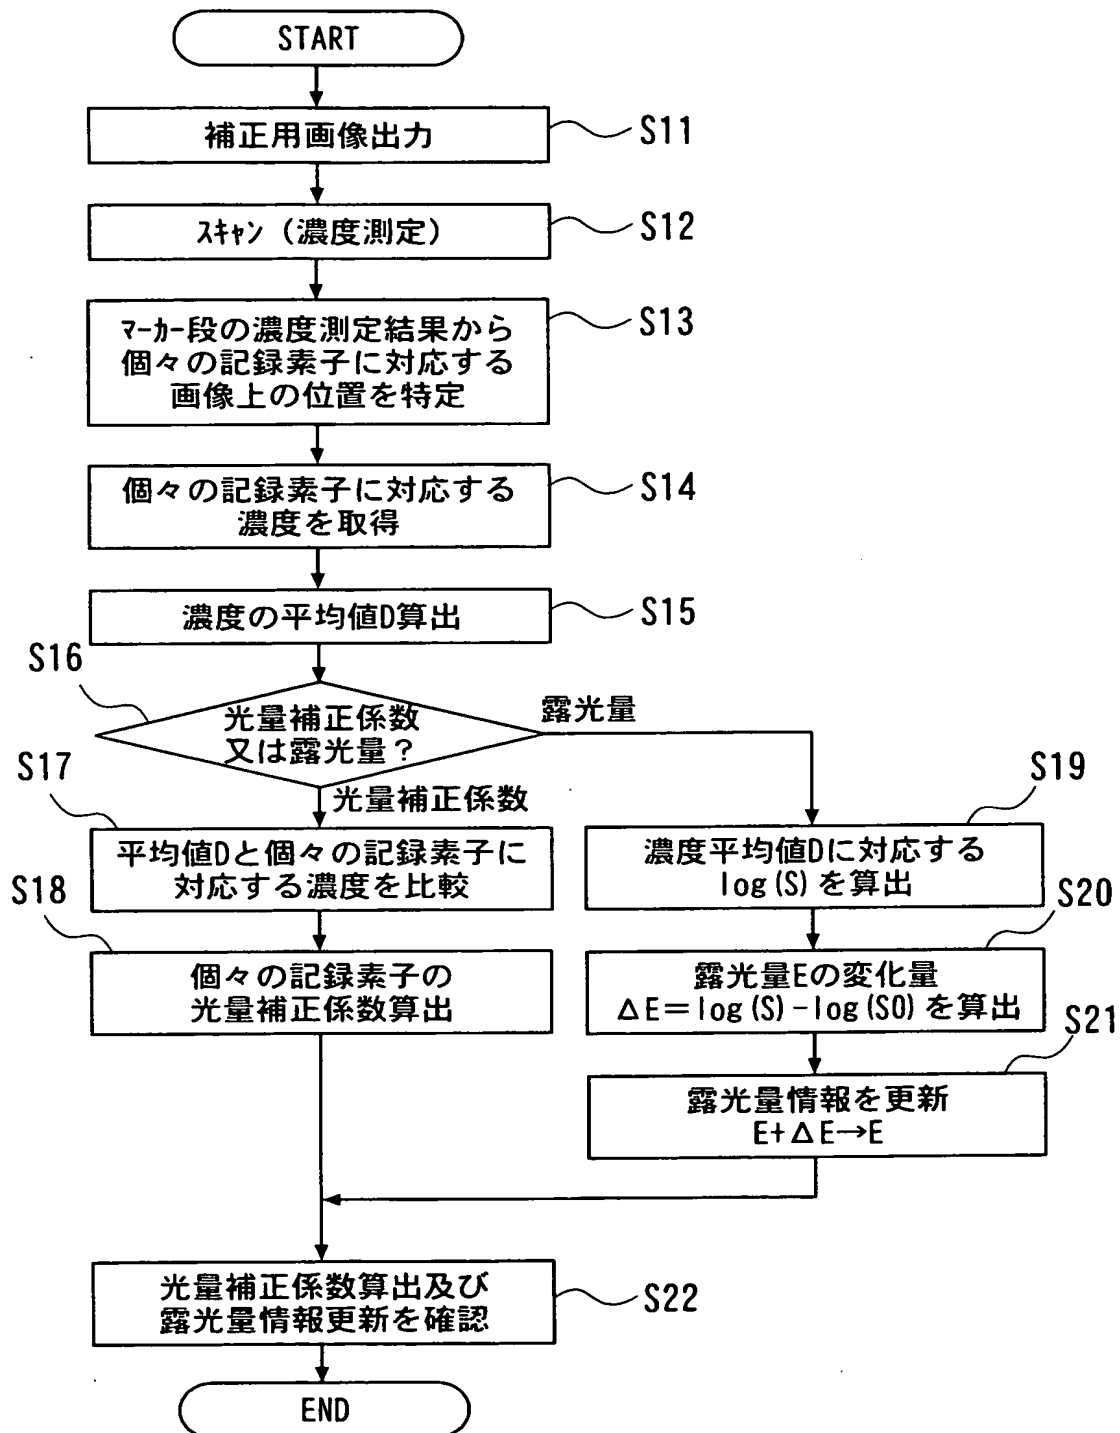 START
補正用画像出力
S11
スキャン（濃度測定）
S12
マーカー段の濃度測定結果から
個々の記録素子に対応する
画像上の位置を特定
S13
個々の記録素子に対応する
濃度を取得
S14
濃度の平均値D算出
S15
S16
光量補正係数
又は露光量？
露光量
光量補正係数
S17
平均値Dと個々の記録素子に
対応する濃度を比較
S18
個々の記録素子の
光量補正係数算出
S19
濃度平均値Dに対応する
log(S)を算出
S20
露光量Eの変化量
ΔE＝log(S)-log(S0)を算出
S21
露光量情報を更新
E+ΔE→E
光量補正係数算出及び
露光量情報更新を確認
S22
END